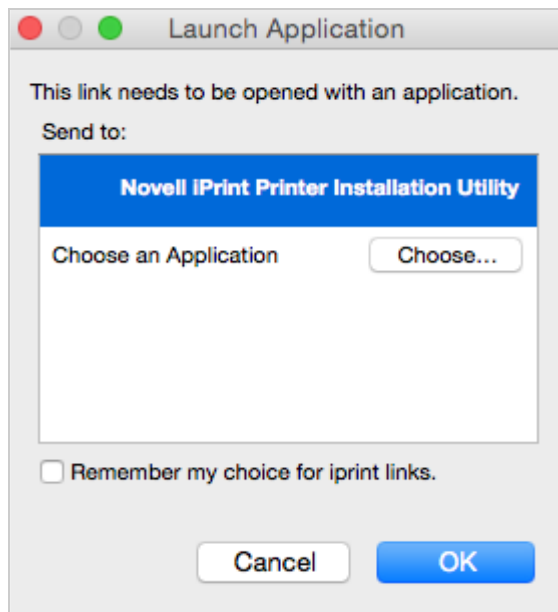 Launch Application
This link needs to be opened with an application.
Send to:
Novell iPrint Printer Installation Utility
Choose an Application Choose...
Remember my choice for iprint links.
Cancel OK